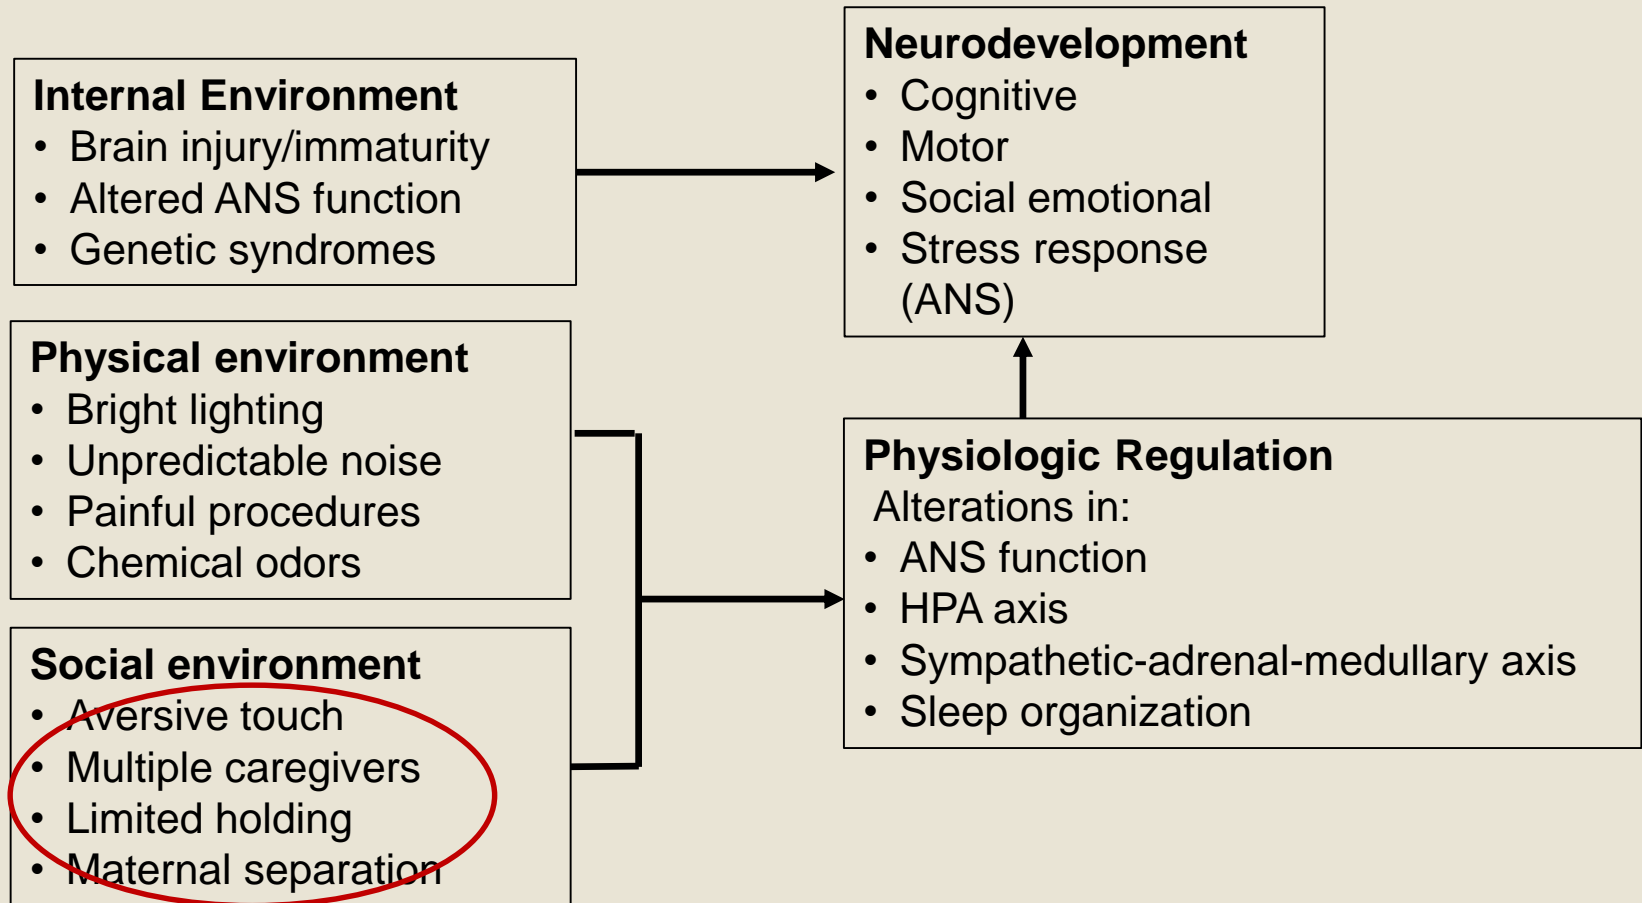 Internal Environment
• Brain injury/immaturity
• Altered ANS function
• Genetic syndromes
Physical environment
• Bright lighting
• Unpredictable noise
• Painful procedures
• Chemical odors
Social environment
• Aversive touch
• Multiple caregivers
• Limited holding
• Maternal separation
Neurodevelopment
• Cognitive
• Motor
• Social emotional
• Stress response
(ANS)
Physiologic Regulation
Alterations in:
• ANS function
• HPA axis
• Sympathetic-adrenal-medullary axis
• Sleep organization